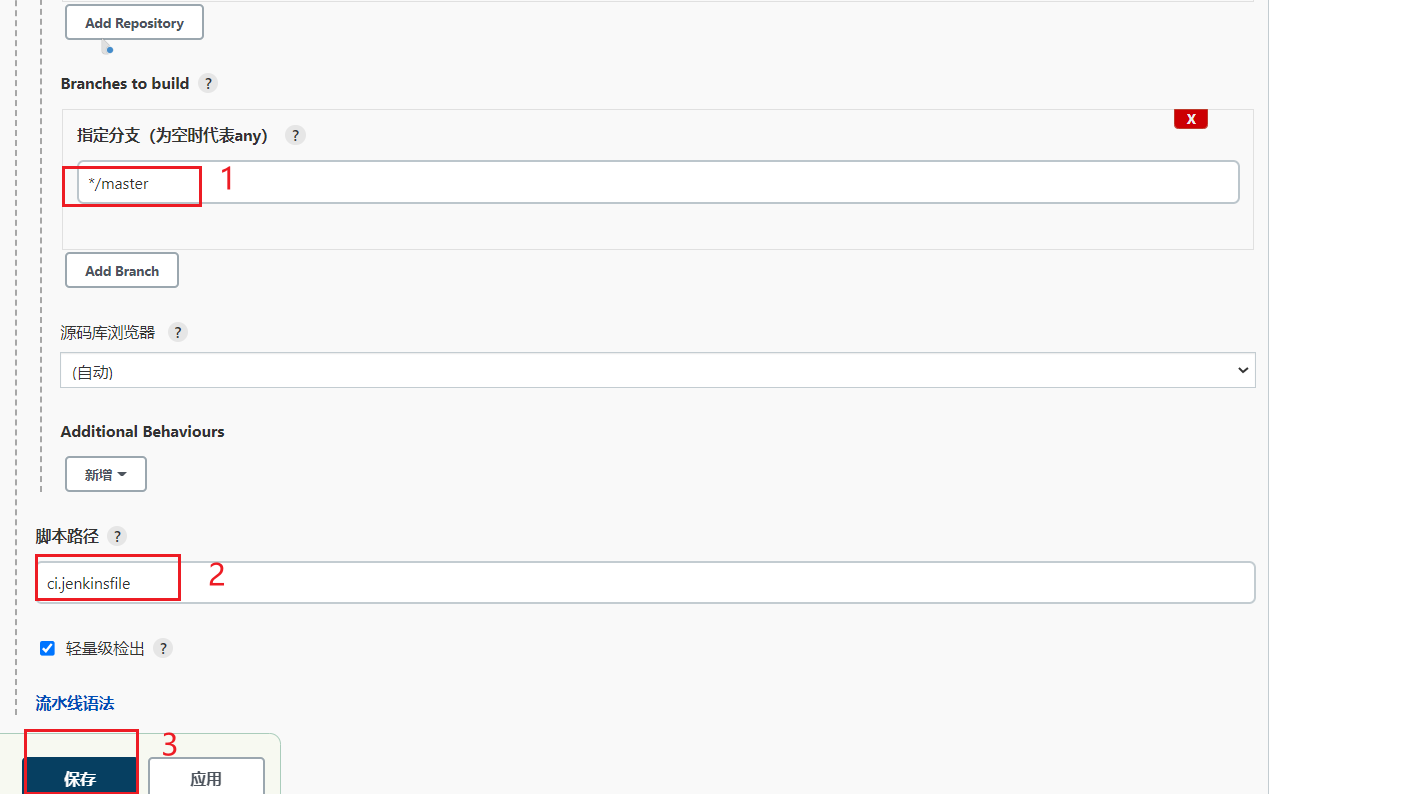 Add Repository
Branches to build ?
X
指定分支（为空时代表any） ?
*/master
1
Add Branch
源码库浏览器 ?
(自动)
Additional Behaviours
新增
脚本路径 ?
ci.jenkinsfile
2
轻量级检出 ?
流水线语法
3
保存
应用